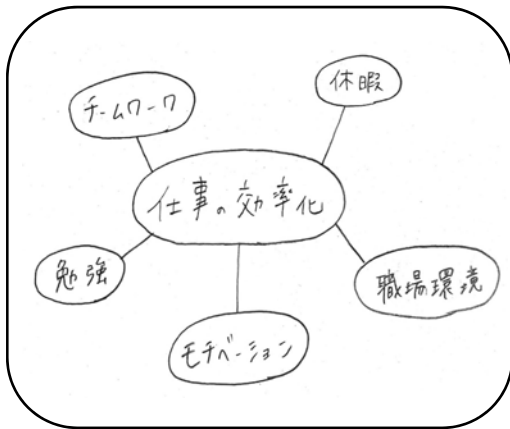 チームワーク
休暇
仕事の効率化
勉強
職場環境
モチベーション